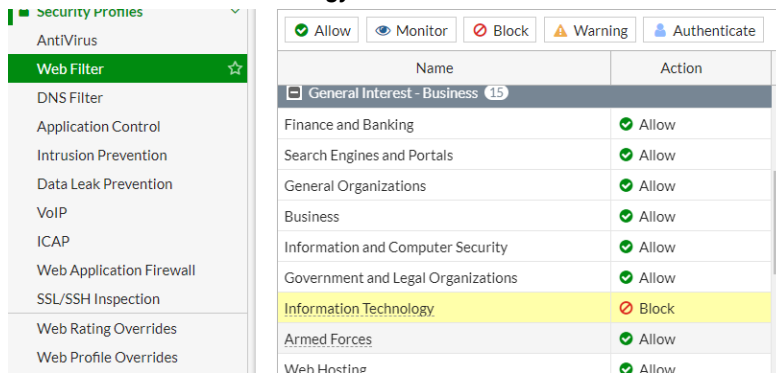 Security Profiles
AntiVirus
Web Filter
DNS Filter
Application Control
Intrusion Prevention
Data Leak Prevention
VoIP
ICAP
Web Application Firewall
SSL/SSH Inspection
Web Rating Overrides
Web Profile Overrides
Allow Monitor Block Warning Authenticate
Name Action
General Interest - Business 15
Finance and Banking Allow
Search Engines and Portals Allow
General Organizations Allow
Business Allow
Information and Computer Security Allow
Government and Legal Organizations Allow
Information Technology Block
Armed Forces Allow
Web Hosting Allow